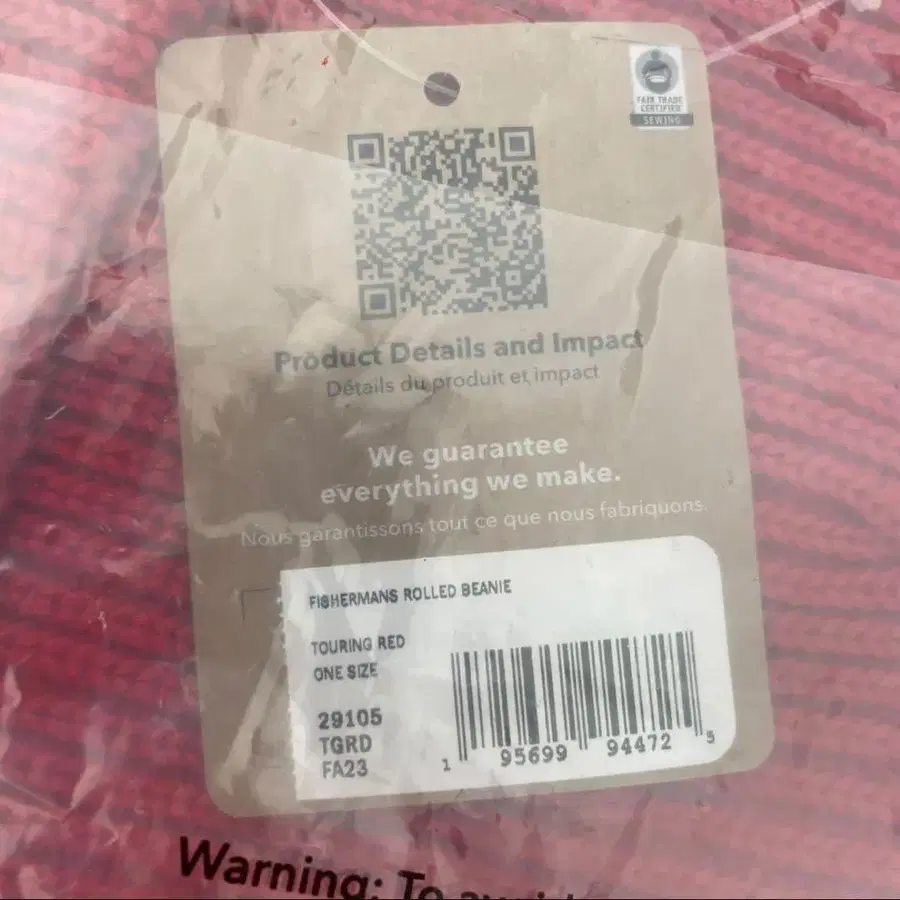 FAIR TRADE
CERTIFIED
SEWING
Product Details and Impact
Détails du produit et impact
We guarantee
everything we make.
Nous garantissons tout ce que nous fabriquons.
FISHERMANS ROLLED BEANIE
TOURING RED
ONE SIZE
29105
TGRD
FA23
1 95699 94472 5
Warning: To avoid